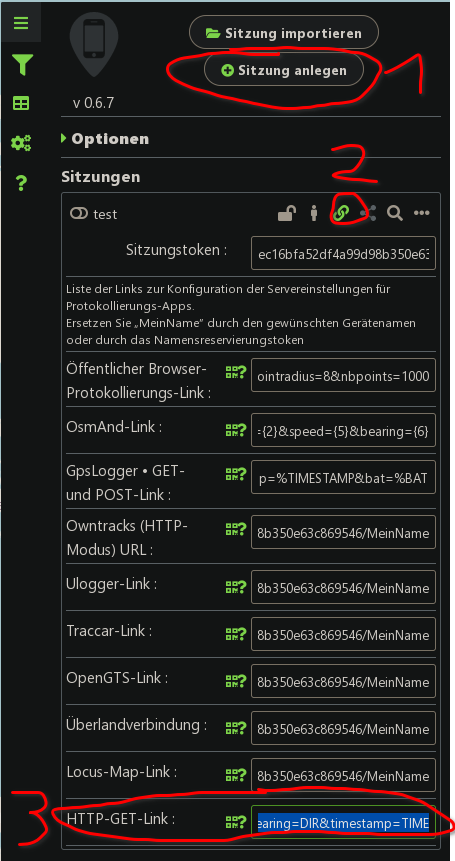 Sitzung importieren
Sitzung anlegen
1
v 0.6.7
Optionen
Sitzungen
2
test
Sitzungstoken :
ec16bfa52df4a99d98b350e63
Liste der Links zur Konfiguration der Servereinstellungen für
Protokollierungs-Apps.
Ersetzen Sie „MeinName“ durch den gewünschten Gerätenamen
oder durch das Namensreservierungstoken
Öffentlicher Browser-
Protokollierungs-Link :
?
ointradius=8&nbpoints=1000
OsmAnd-Link :
?
={2}&speed={5}&bearing={6}
GpsLogger • GET-
und POST-Link :
?
p=%TIMESTAMP&bat=%BAT
Owntracks (HTTP-
Modus) URL :
?
8b350e63c869546/MeinName
Ulogger-Link :
?
8b350e63c869546/MeinName
Traccar-Link :
?
8b350e63c869546/MeinName
OpenGTS-Link :
?
8b350e63c869546/MeinName
Überlandverbindung :
?
8b350e63c869546/MeinName
Locus-Map-Link :
?
8b350e63c869546/MeinName
3
HTTP-GET-Link :
?
earing=DIR&timestamp=TIME